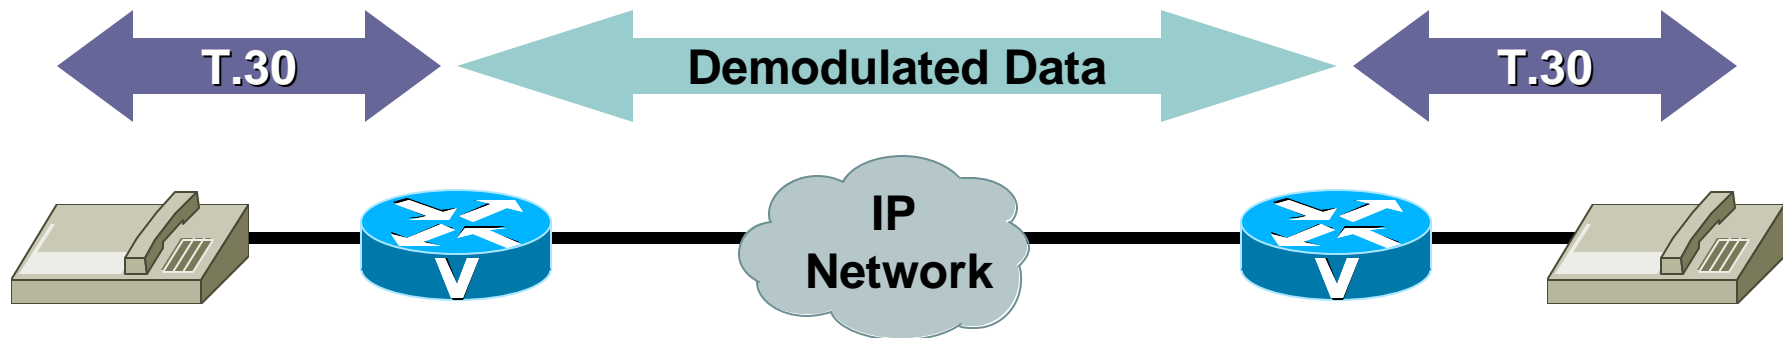 T.30
Demodulated Data
T.30
IP
Network
V
V